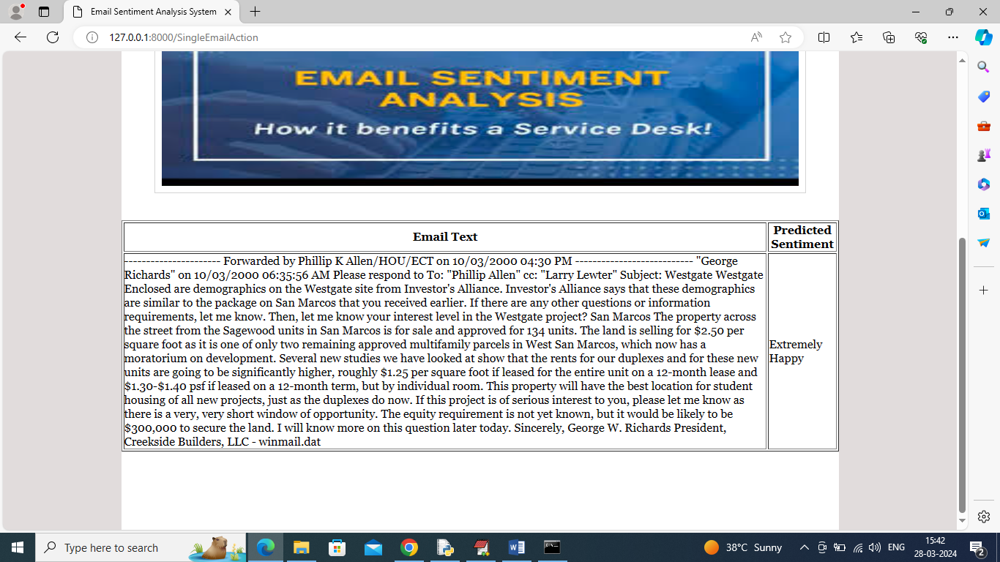 Email Sentiment Analysis System
127.0.0.1:8000/SingleEmailAction
EMAIL SENTIMENT
ANALYSIS
How it benefits a Service Desk!
Email Text
Predicted
Sentiment
---------------------- Forwarded by Phillip K Allen/HOU/ECT on 10/03/2000 04:30 PM --------------------------- "George
Richards" on 10/03/2000 06:35:56 AM Please respond to To: "Phillip Allen" cc: "Larry Lewter" Subject: Westgate Westgate
Enclosed are demographics on the Westgate site from Investor's Alliance. Investor's Alliance says that these demographics
are similar to the package on San Marcos that you received earlier. If there are any other questions or information
requirements, let me know. Then, let me know your interest level in the Westgate project? San Marcos The property across
the street from the Sagewood units in San Marcos is for sale and approved for 134 units. The land is selling for $2.50 per
square foot as it is one of only two remaining approved multifamily parcels in West San Marcos, which now has a
moratorium on development. Several new studies we have looked at show that the rents for our duplexes and for these new
units are going to be significantly higher, roughly $1.25 per square foot if leased for the entire unit on a 12-month lease and
$1.30-$1.40 psf if leased on a 12-month term, but by individual room. This property will have the best location for student
housing of all new projects, just as the duplexes do now. If this project is of serious interest to you, please let me know as
there is a very, very short window of opportunity. The equity requirement is not yet known, but it would be likely to be
$300,000 to secure the land. I will know more on this question later today. Sincerely, George W. Richards President,
Creekside Builders, LLC - winmail.dat
Extremely
Happy
Type here to search
38°C Sunny
ENG
15:42
28-03-2024
2